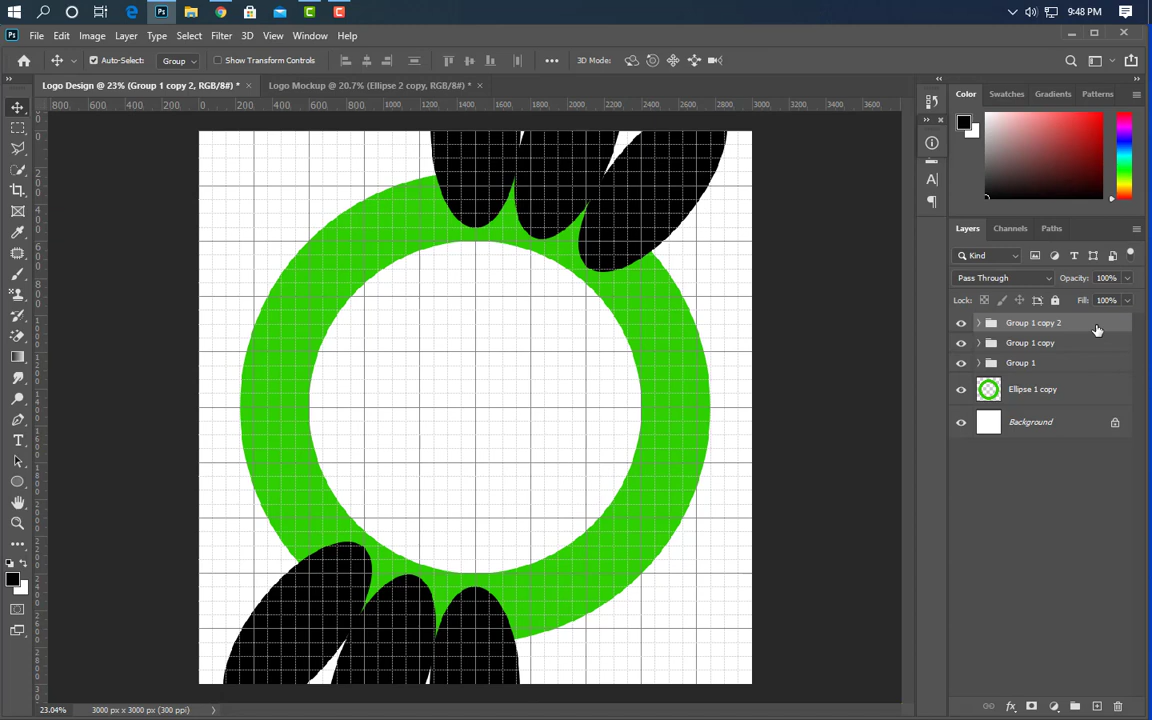 9:48 PM
File Edit Image Layer Type Select Filter 3D View Window Help
Auto-Select: Group Show Transform Controls 3D Mode:
Logo Design @ 23% (Group 1 copy 2, RGB/8#) * × Logo Mockup @ 20.7% (Ellipse 2 copy, RGB/8#) * ×
800 600 400 200 0 200 400 600 800 1000 1200 1400 1600 1800 2000 2200 2400 2600 2800 3000 3200 3400 3600
Color Swatches Gradients Patterns
Layers Channels Paths
Kind
Pass Through Opacity: 100%
Lock: Fill: 100%
Group 1 copy 2
Group 1 copy
Group 1
Ellipse 1 copy
Background
23.04% 3000 px x 3000 px (300 ppi)